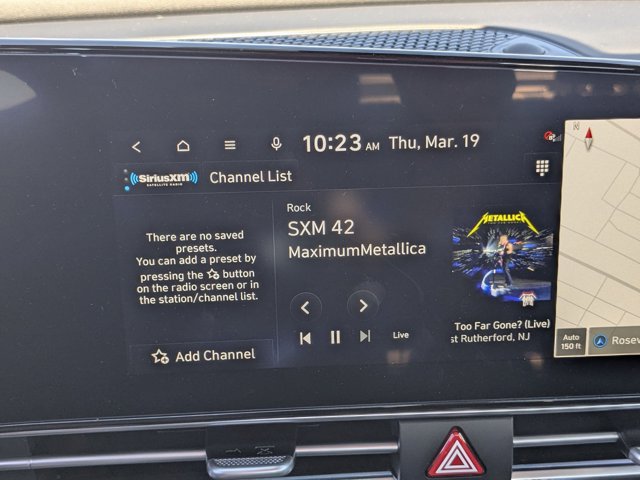 10:23 AM Thu, Mar. 19
((SiriusXM))
SATELLITE RADIO
Channel List
There are no saved
presets.
You can add a preset by
pressing the button
on the radio screen or in
the station/channel list.
Add Channel
Rock
SXM 42
MaximumMetallica
Live
METALLICA
Too Far Gone? (Live)
st Rutherford, NJ
N
Auto
150 ft
Rosev